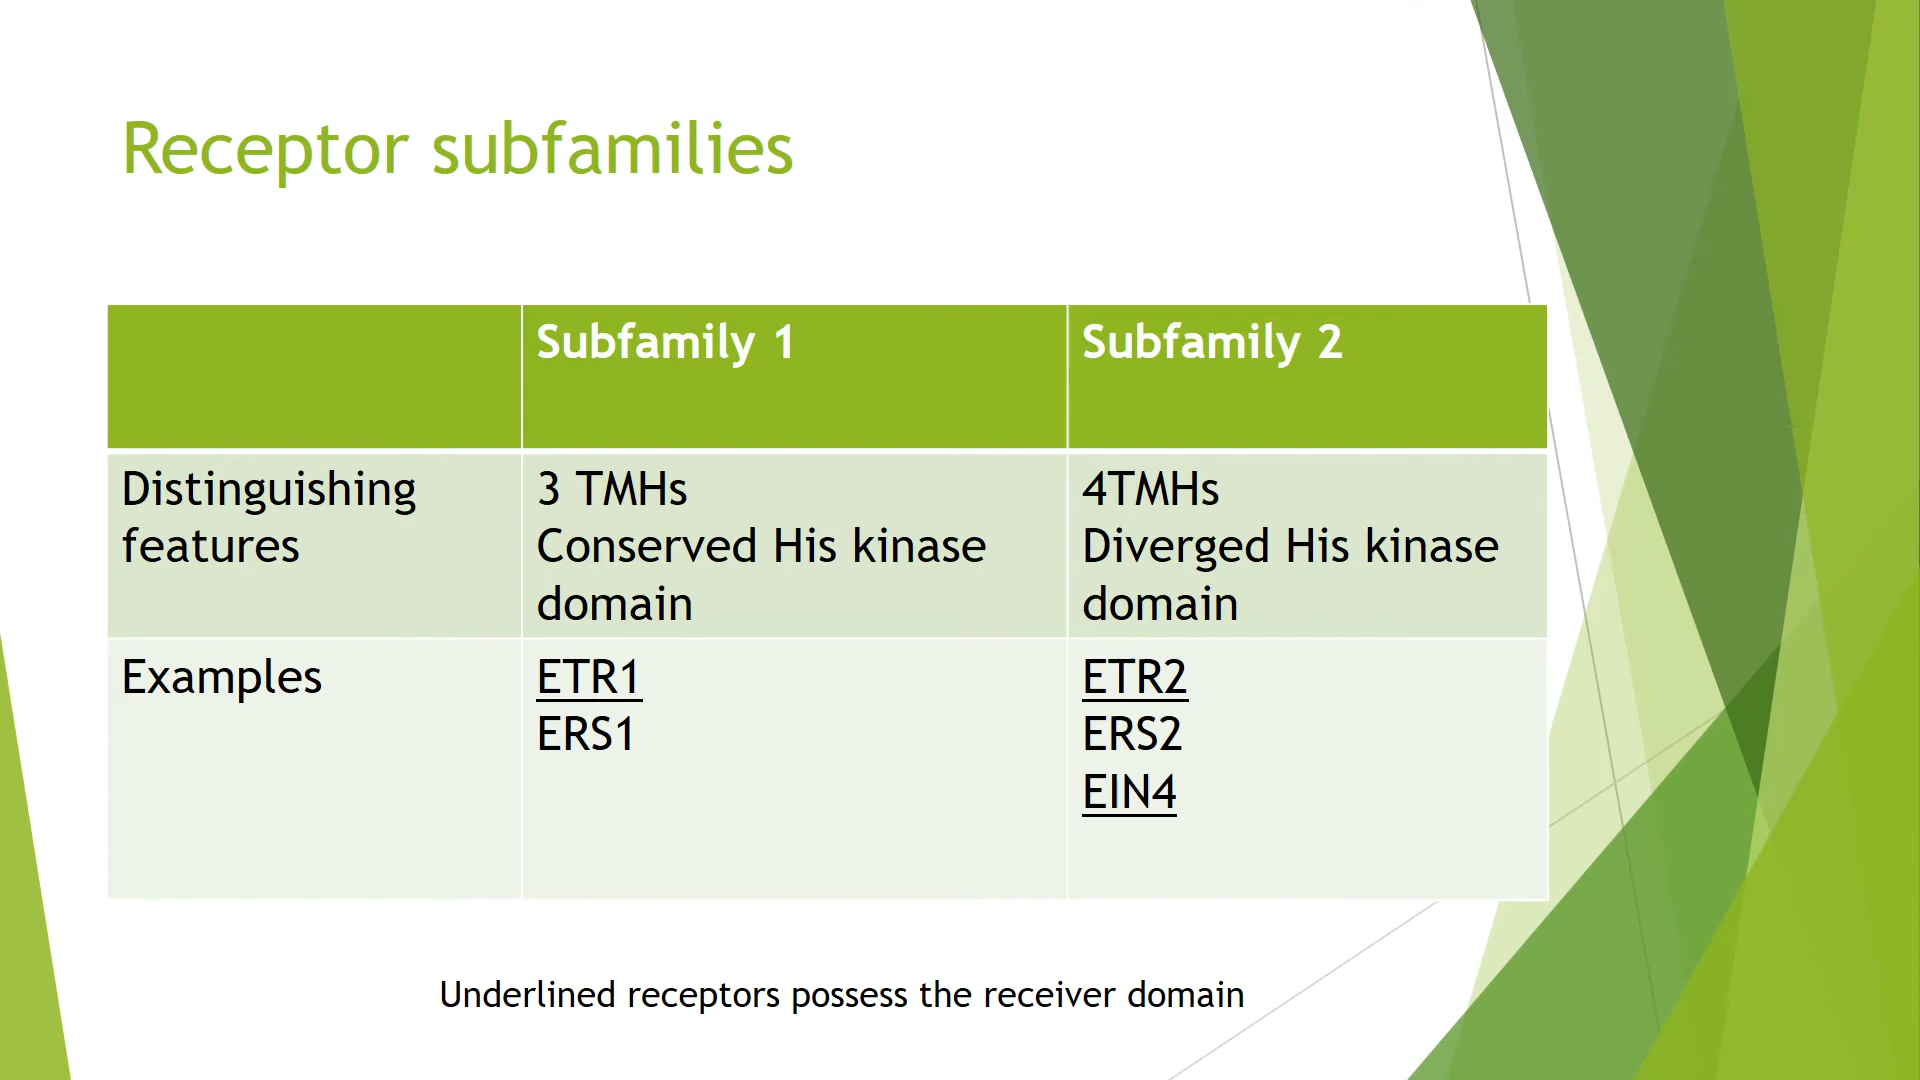 Receptor subfamilies
Subfamily 1
Subfamily 2
Distinguishing
features
3 TMHs
Conserved His kinase
domain
4TMHs
Diverged His kinase
domain
Examples
ETR1
ERS1
ETR2
ERS2
EIN4
Underlined receptors possess the receiver domain